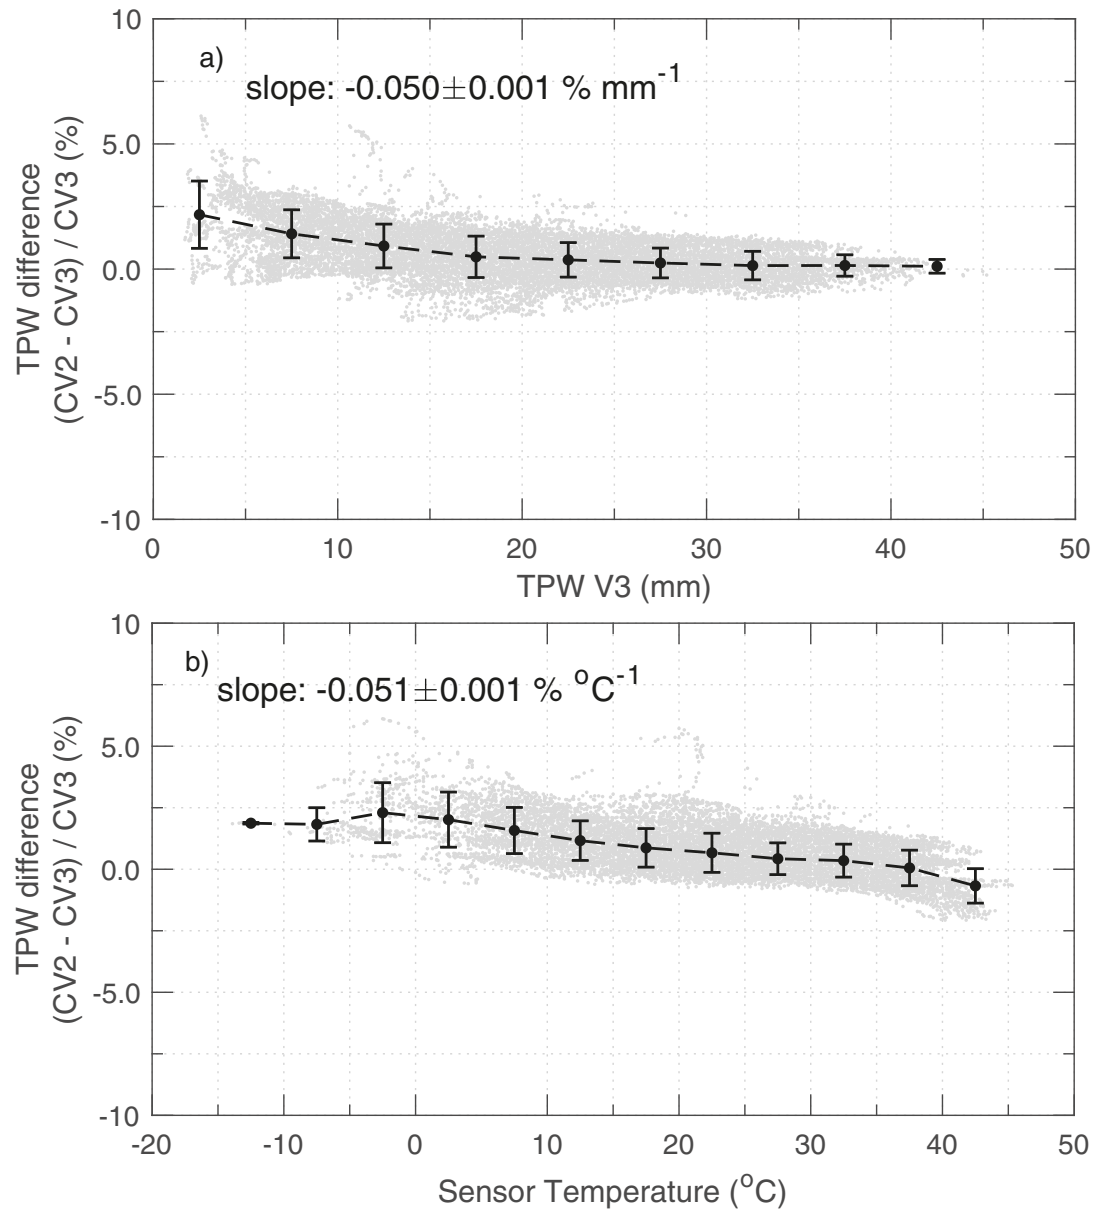 a)
slope: -0.050±0.001 % mm-1
TPW difference
(CV2 - CV3) / CV3 (%)
10
5.0
0.0
-5.0
-10
0 10 20 30 40 50
TPW V3 (mm)
b)
slope: -0.051±0.001 % oC-1
TPW difference
(CV2 - CV3) / CV3 (%)
10
5.0
0.0
-5.0
-10
-20 -10 0 10 20 30 40 50
Sensor Temperature (oC)